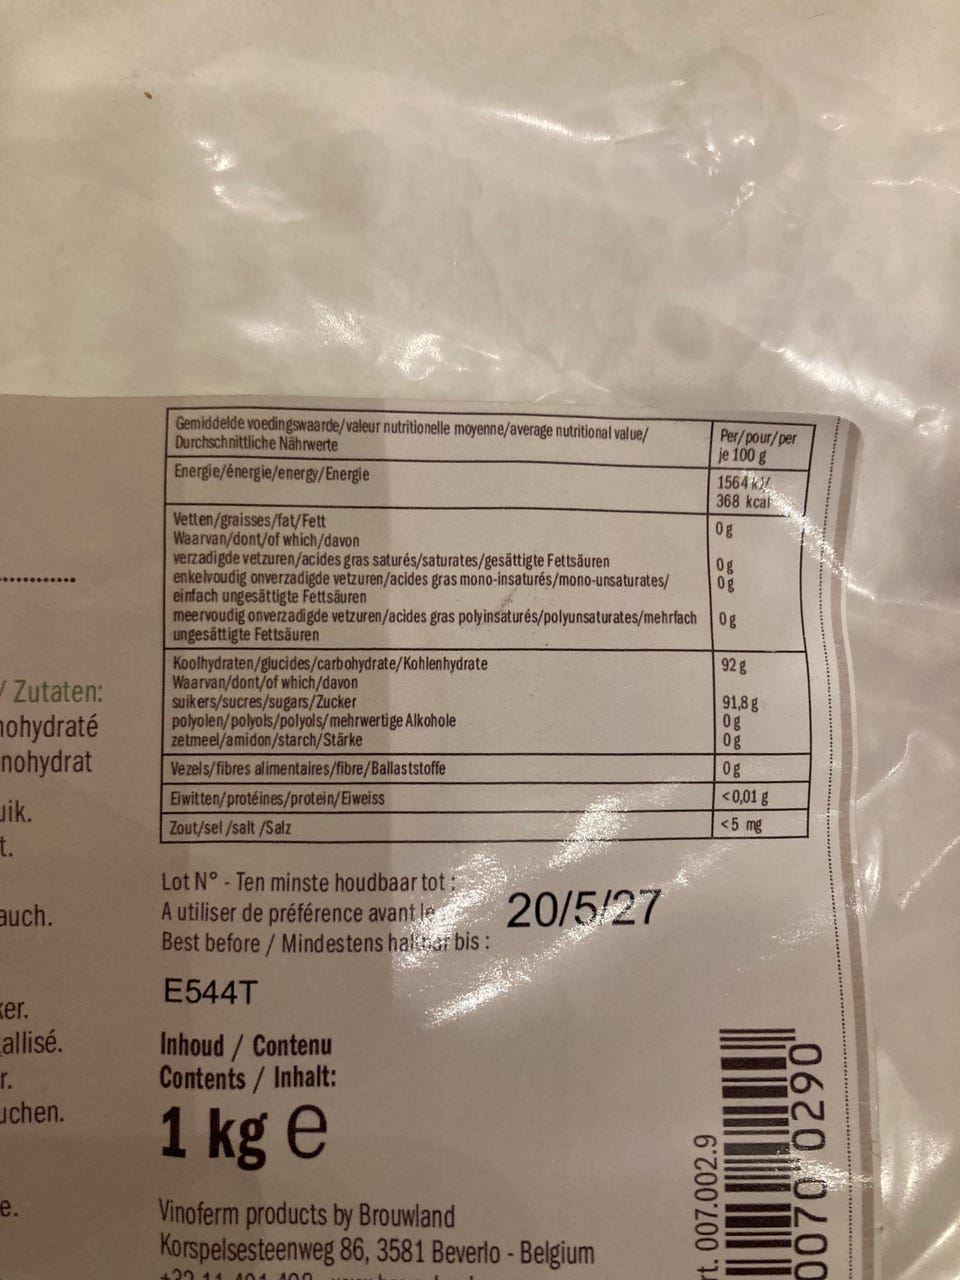 Gemiddelde voedingswaarde/valeur nutritionelle moyenne/average nutritional value/
Durchschnittliche Nährwerte
Per/pour/per
je 100 g
Energie/énergie/energy/Energie
1564 kJ/
368 kcal
Vetten/graisses/fat/Fett
0 g
Waarvan/dont/of which/davon
verzadigde vetzuren/acides gras saturés/saturates/gesättigte Fettsäuren
0 g
enkelvoudig onverzadigde vetzuren/acides gras mono-insaturés/mono-unsaturates/
0 g
einfach ungesättigte Fettsäuren
meervoudig onverzadigde vetzuren/acides gras polyinsaturés/polyunsaturates/mehrfach
0 g
ungesättigte Fettsäuren
Koolhydraten/glucides/carbohydrate/Kohlenhydrate
92 g
Waarvan/dont/of which/davon
suikers/sucres/sugars/Zucker
91,8 g
polyolen/polyols/polyols/mehrwertige Alkohole
0 g
zetmeel/amidon/starch/Stärke
0 g
Vezels/fibres alimentaires/fibre/Ballaststoffe
0 g
Eiwitten/protéines/protein/Eiweiss
<0,01 g
Zout/sel /salt /Salz
<5 mg
Lot N° - Ten minste houdbaar tot :
A utiliser de préférence avant le
Best before / Mindestens haltbar bis :
20/5/27
E544T
Inhoud / Contenu
Contents / Inhalt:
1 kg e
Vinoferm products by Brouwland
Korspelsesteenweg 86, 3581 Beverlo - Belgium
/ Zutaten:
nohydraté
nohydrat
uik.
t.
auch.
ker.
allisé.
r.
uchen.
e.
rt. 007.002.9
0070 0290